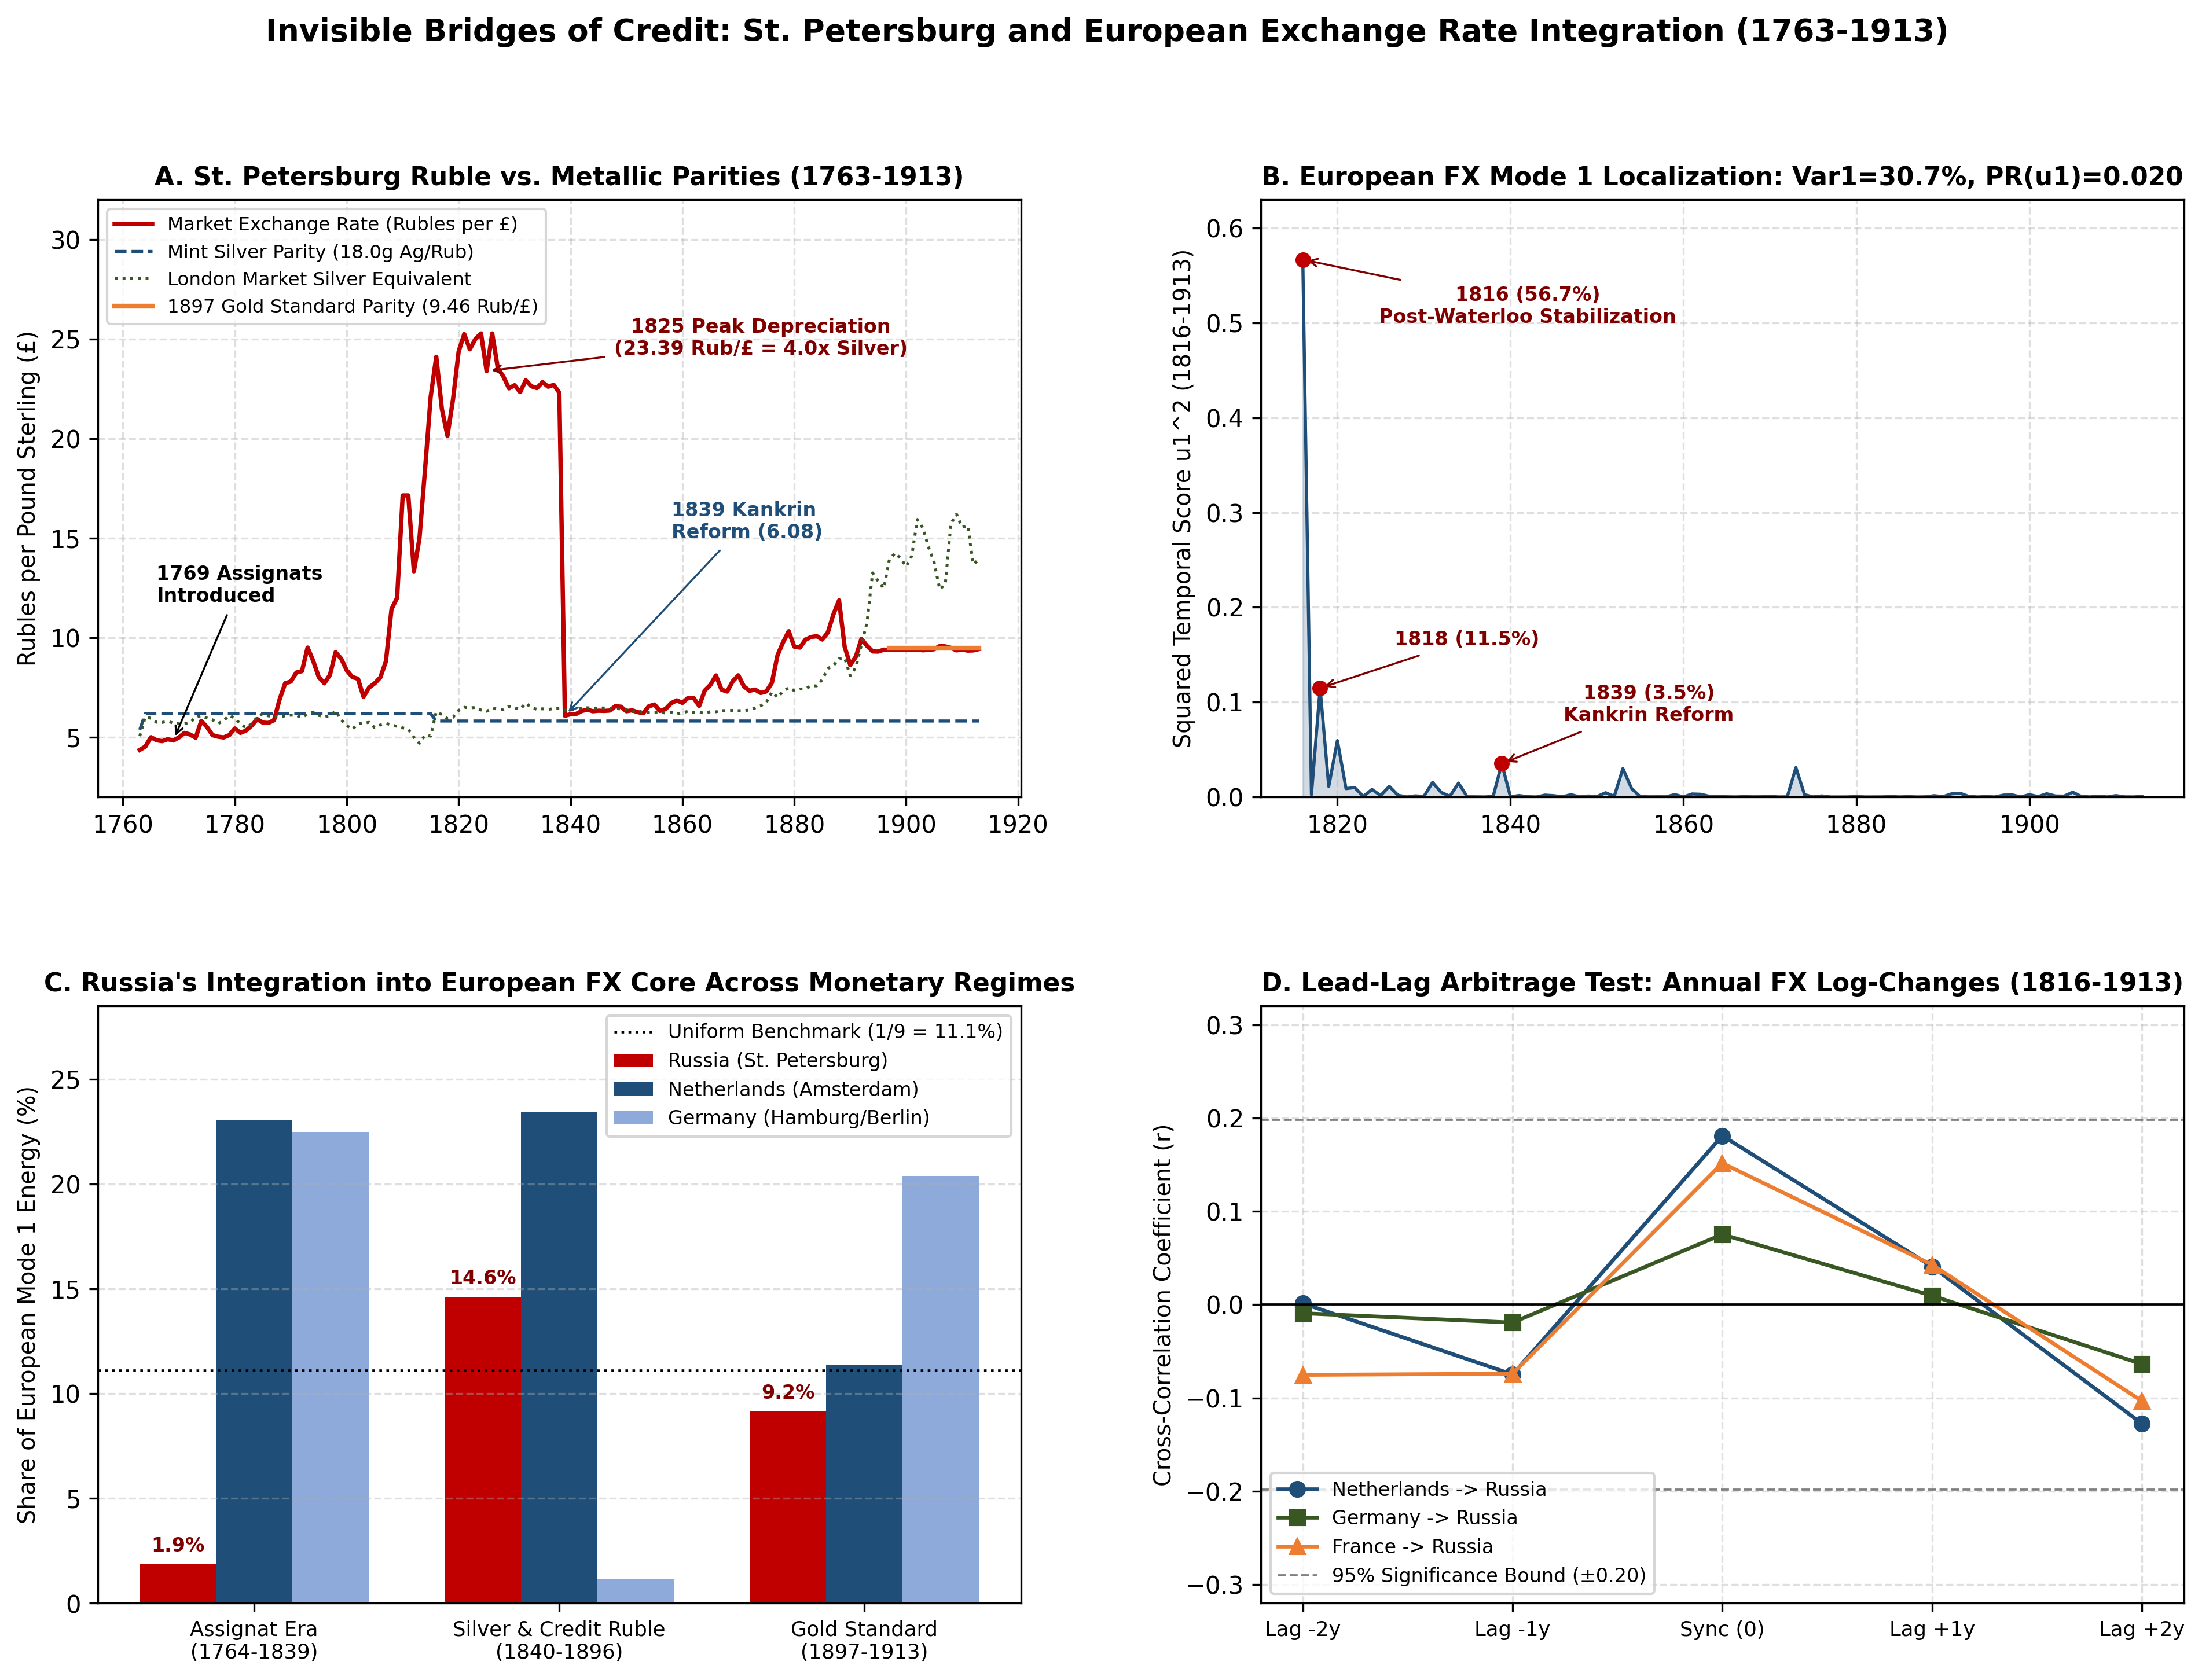 Invisible Bridges of Credit: St. Petersburg and European Exchange Rate Integration (1763-1913)
A. St. Petersburg Ruble vs. Metallic Parities (1763-1913)
Rubles per Pound Sterling (£)
30
25
20
15
10
5
Market Exchange Rate (Rubles per £)
Mint Silver Parity (18.0g Ag/Rub)
London Market Silver Equivalent
1897 Gold Standard Parity (9.46 Rub/£)
1825 Peak Depreciation
(23.39 Rub/£ = 4.0x Silver)
1839 Kankrin
Reform (6.08)
1769 Assignats
Introduced
1760 1780 1800 1820 1840 1860 1880 1900 1920
B. European FX Mode 1 Localization: Var1=30.7%, PR(u1)=0.020
Squared Temporal Score u1^2 (1816-1913)
0.6
0.5
0.4
0.3
0.2
0.1
0.0
1816 (56.7%)
Post-Waterloo Stabilization
1818 (11.5%)
1839 (3.5%)
Kankrin Reform
1820 1840 1860 1880 1900
C. Russia's Integration into European FX Core Across Monetary Regimes
Share of European Mode 1 Energy (%)
25
20
15
10
5
0
Uniform Benchmark (1/9 = 11.1%)
Russia (St. Petersburg)
Netherlands (Amsterdam)
Germany (Hamburg/Berlin)
1.9%
14.6%
9.2%
Assignat Era
(1764-1839)
Silver & Credit Ruble
(1840-1896)
Gold Standard
(1897-1913)
D. Lead-Lag Arbitrage Test: Annual FX Log-Changes (1816-1913)
Cross-Correlation Coefficient (r)
0.3
0.2
0.1
0.0
−0.1
−0.2
−0.3
Netherlands -> Russia
Germany -> Russia
France -> Russia
95% Significance Bound (±0.20)
Lag -2y Lag -1y Sync (0) Lag +1y Lag +2y